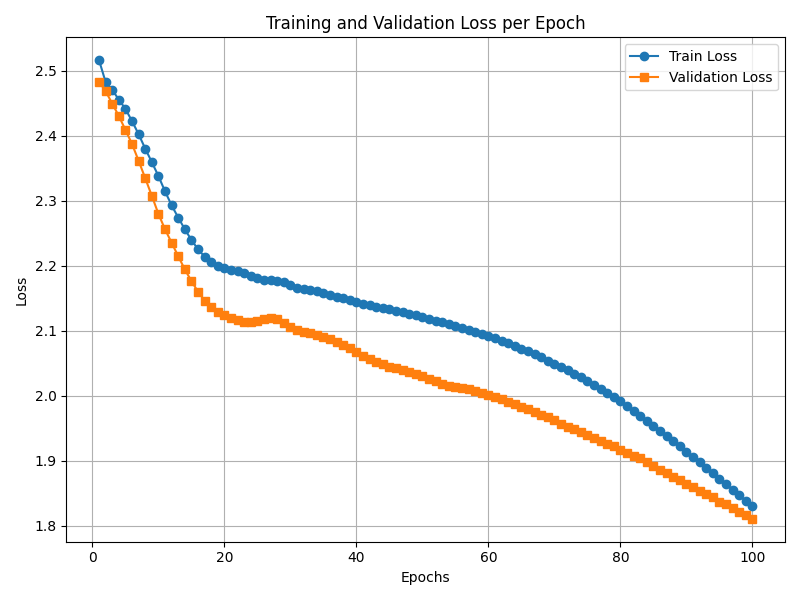 Training and Validation Loss per Epoch
Train Loss
Validation Loss
Loss
2.5
2.4
2.3
2.2
2.1
2.0
1.9
1.8
0 20 40 60 80 100
Epochs